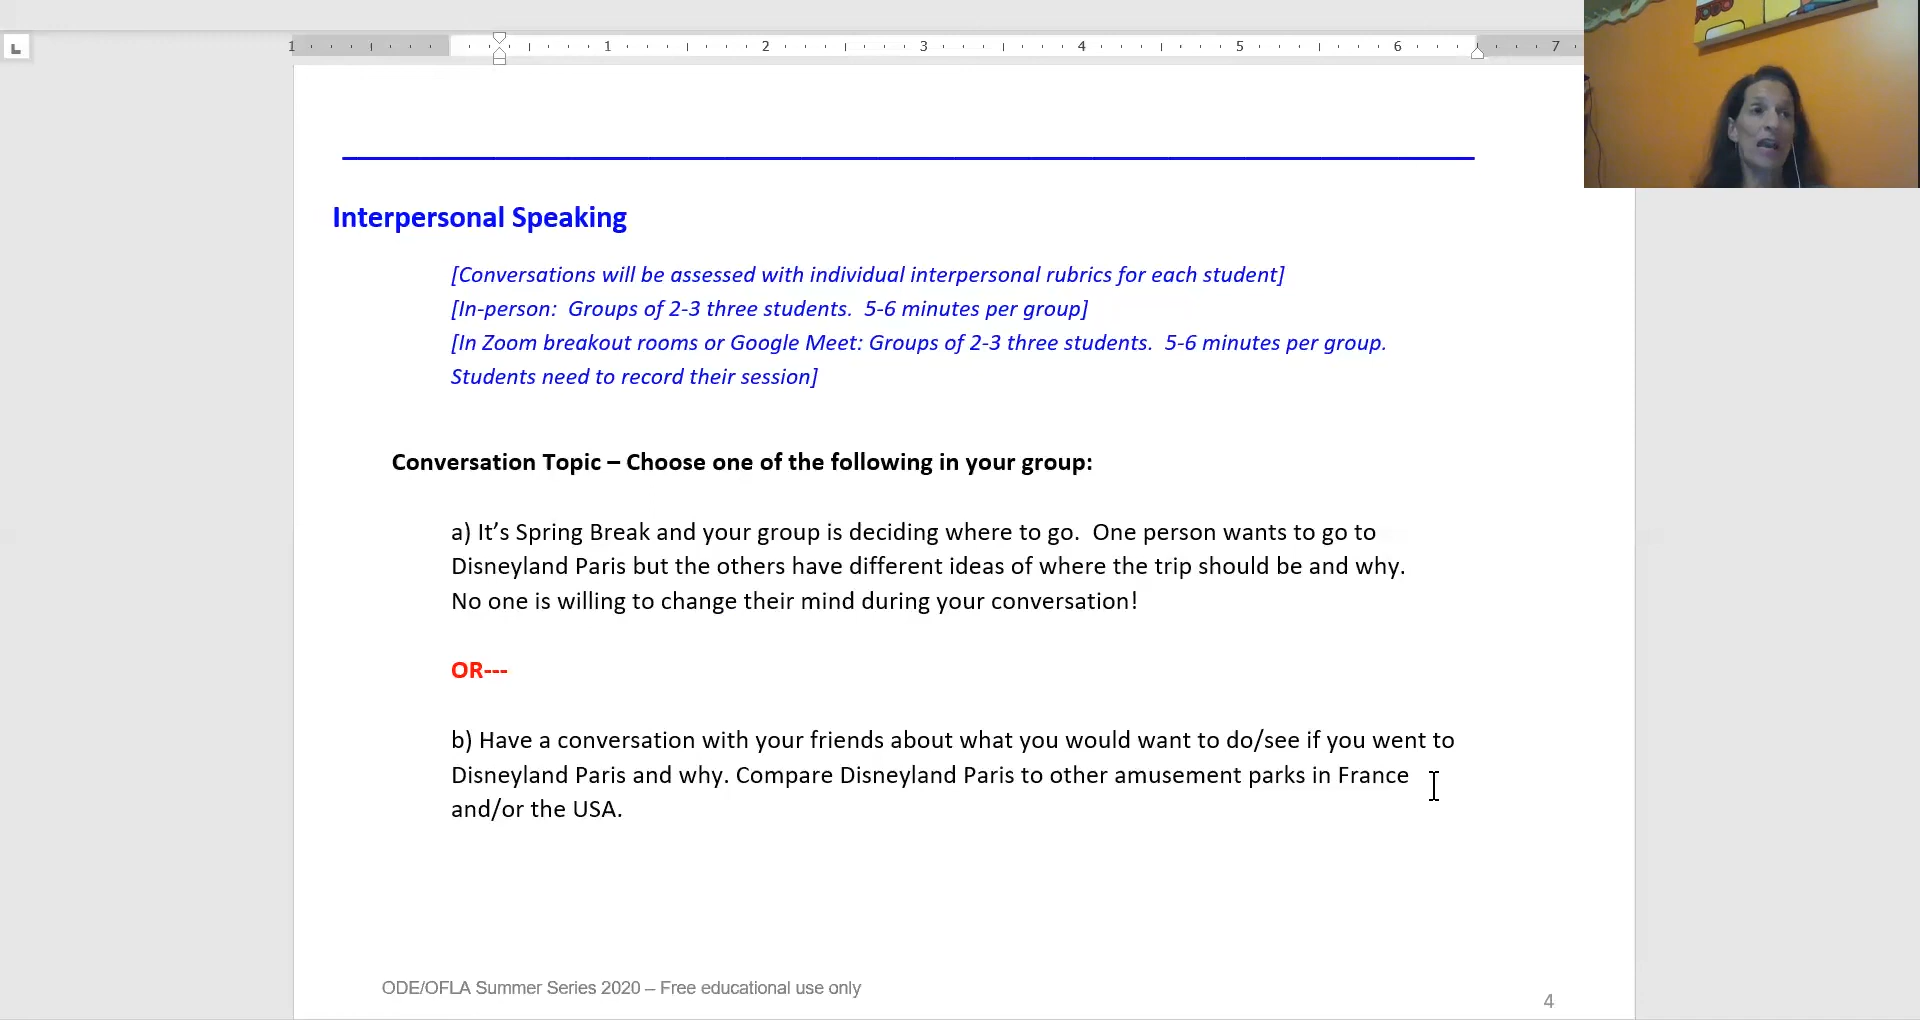 1 1 2 3 4 5 6 7
Interpersonal Speaking
[Conversations will be assessed with individual interpersonal rubrics for each student]
[In-person:  Groups of 2-3 three students.  5-6 minutes per group]
[In Zoom breakout rooms or Google Meet: Groups of 2-3 three students.  5-6 minutes per group.
Students need to record their session]
Conversation Topic – Choose one of the following in your group:
a) It’s Spring Break and your group is deciding where to go.  One person wants to go to
Disneyland Paris but the others have different ideas of where the trip should be and why.
No one is willing to change their mind during your conversation!
OR---
b) Have a conversation with your friends about what you would want to do/see if you went to
Disneyland Paris and why. Compare Disneyland Paris to other amusement parks in France
and/or the USA.
ODE/OFLA Summer Series 2020 – Free educational use only
4